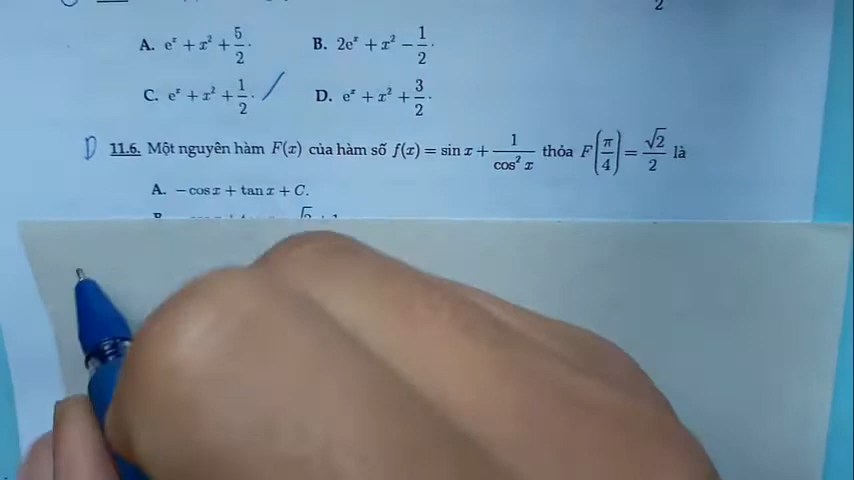 2
A. eˣ + x² + 5/2.
B. 2eˣ + x² − 1/2.
C. eˣ + x² + 1/2.
D. eˣ + x² + 3/2.
D 11.6. Một nguyên hàm F(x) của hàm số f(x) = sin x + 1/cos² x thỏa F(π/4) = √2/2 là
A. −cos x + tan x + C.